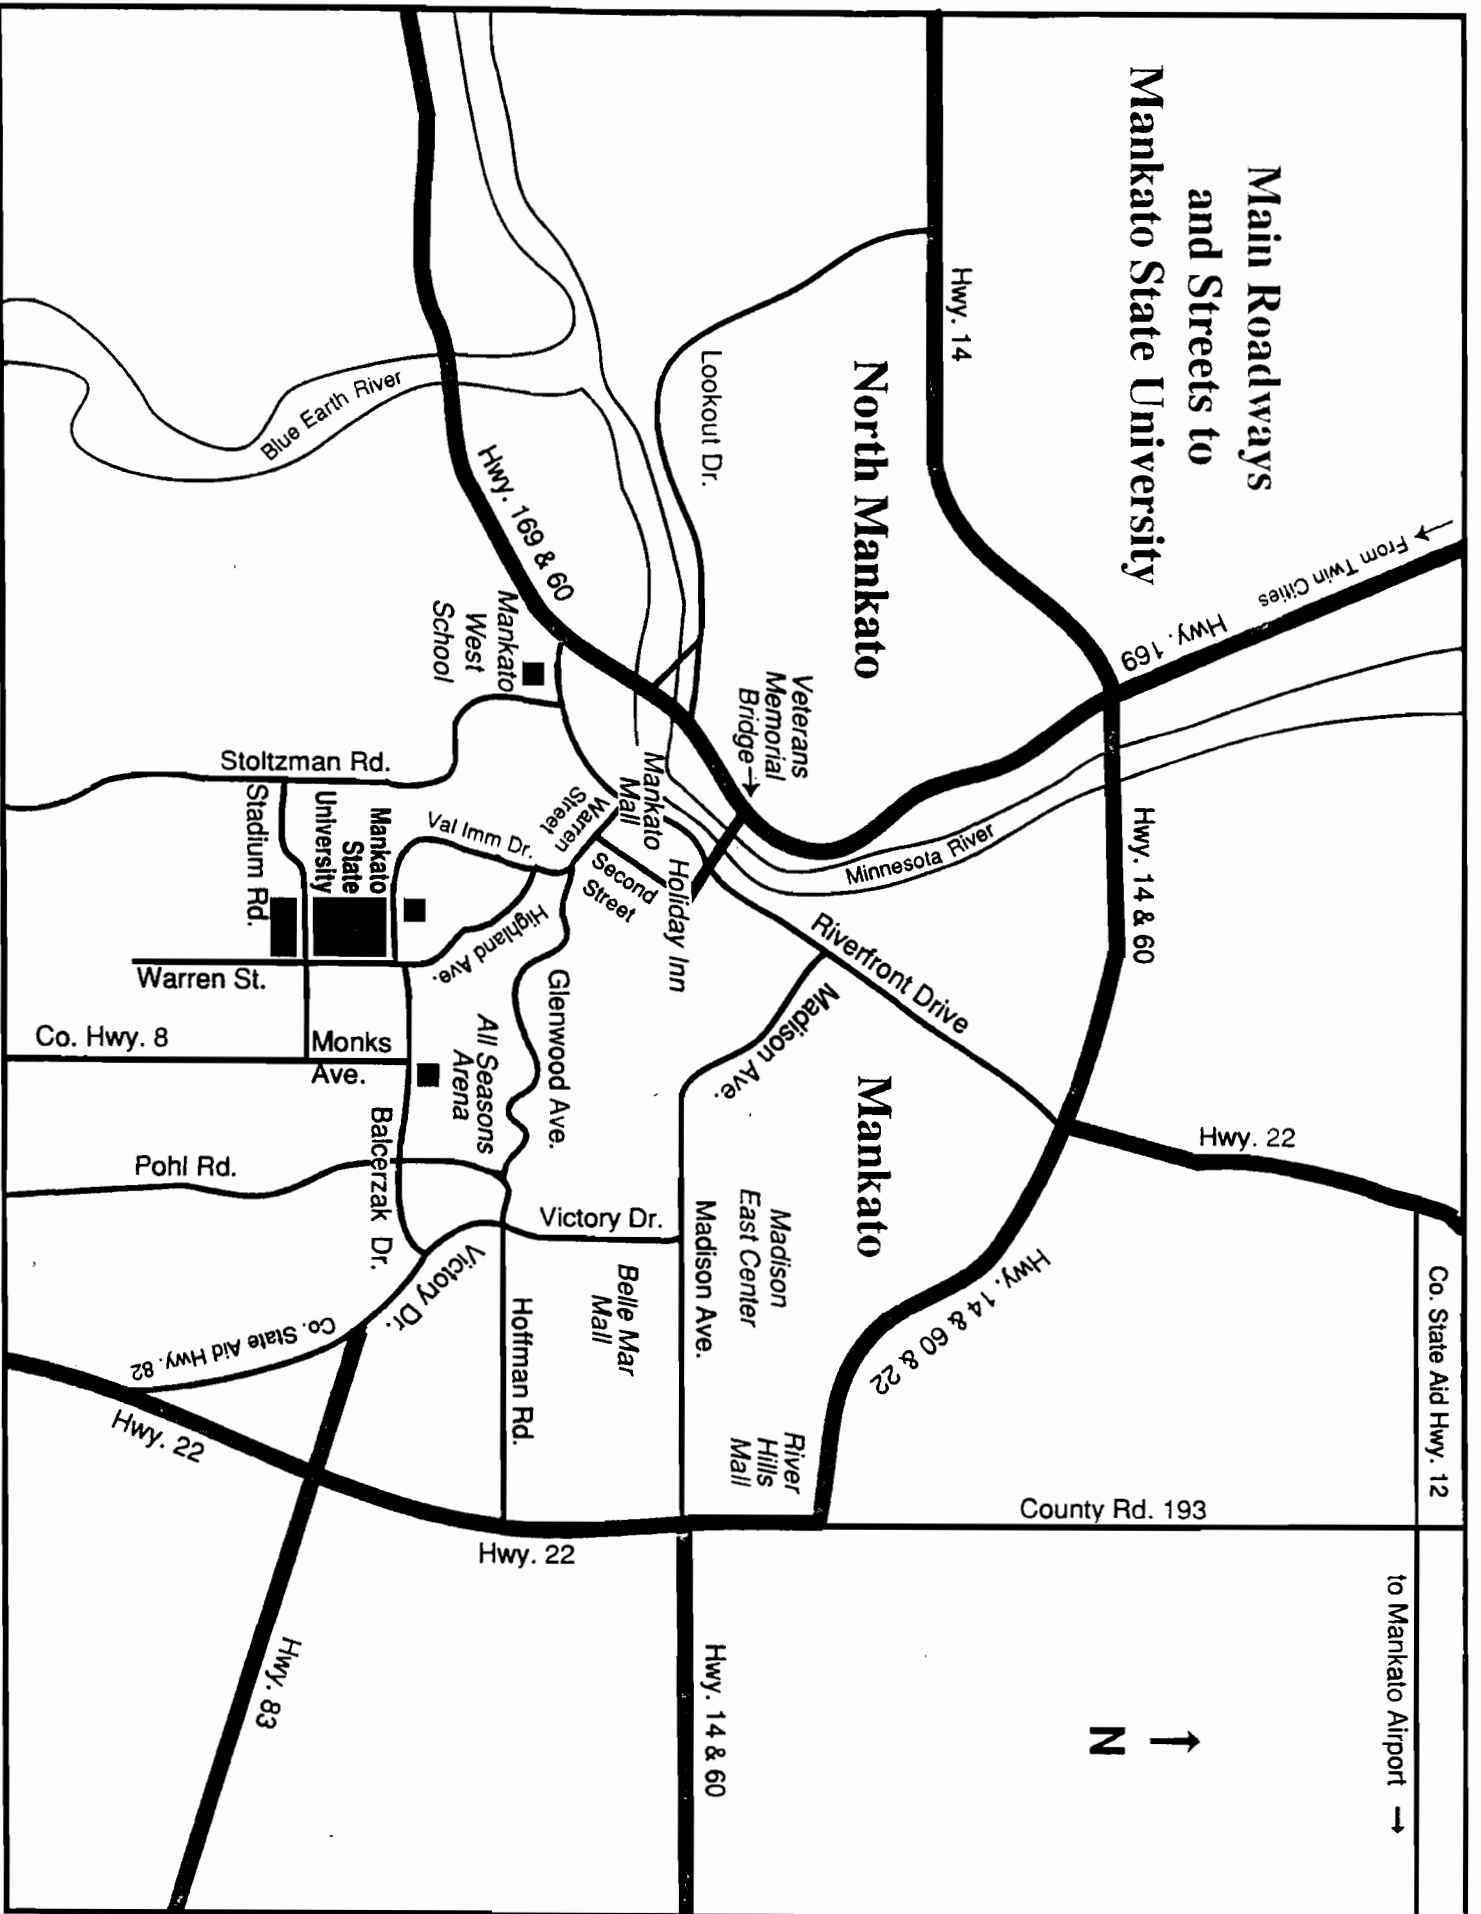 Main Roadways
and Streets to
Mankato State University
← From Twin Cities
Hwy. 169
Hwy. 14
North Mankato
Lookout Dr.
Blue Earth River
Hwy. 169 & 60
Mankato
West
School
Veterans
Memorial
Bridge→
Minnesota River
Hwy. 14 & 60
Mankato
Mall
Holiday Inn
Warren
Street
Second
Street
Riverfront Drive
Stoltzman Rd.
Stadium Rd.
Mankato
State
University
Val Imm Dr.
Highland Ave.
Warren St.
Glenwood Ave.
Madison Ave.
Mankato
Hwy. 22
Co. Hwy. 8
Monks
Ave.
All Seasons
Arena
Balcerzak Dr.
Pohl Rd.
Victory Dr.
Victory Dr.
Madison Ave.
Madison
East Center
Belle Mar
Mall
Hoffman Rd.
Co. State Aid Hwy. 82
Hwy. 14 & 60 & 22
River
Hills
Mall
County Rd. 193
Co. State Aid Hwy. 12
to Mankato Airport →
Hwy. 22
Hwy. 22
Hwy. 83
Hwy. 14 & 60
↑
N